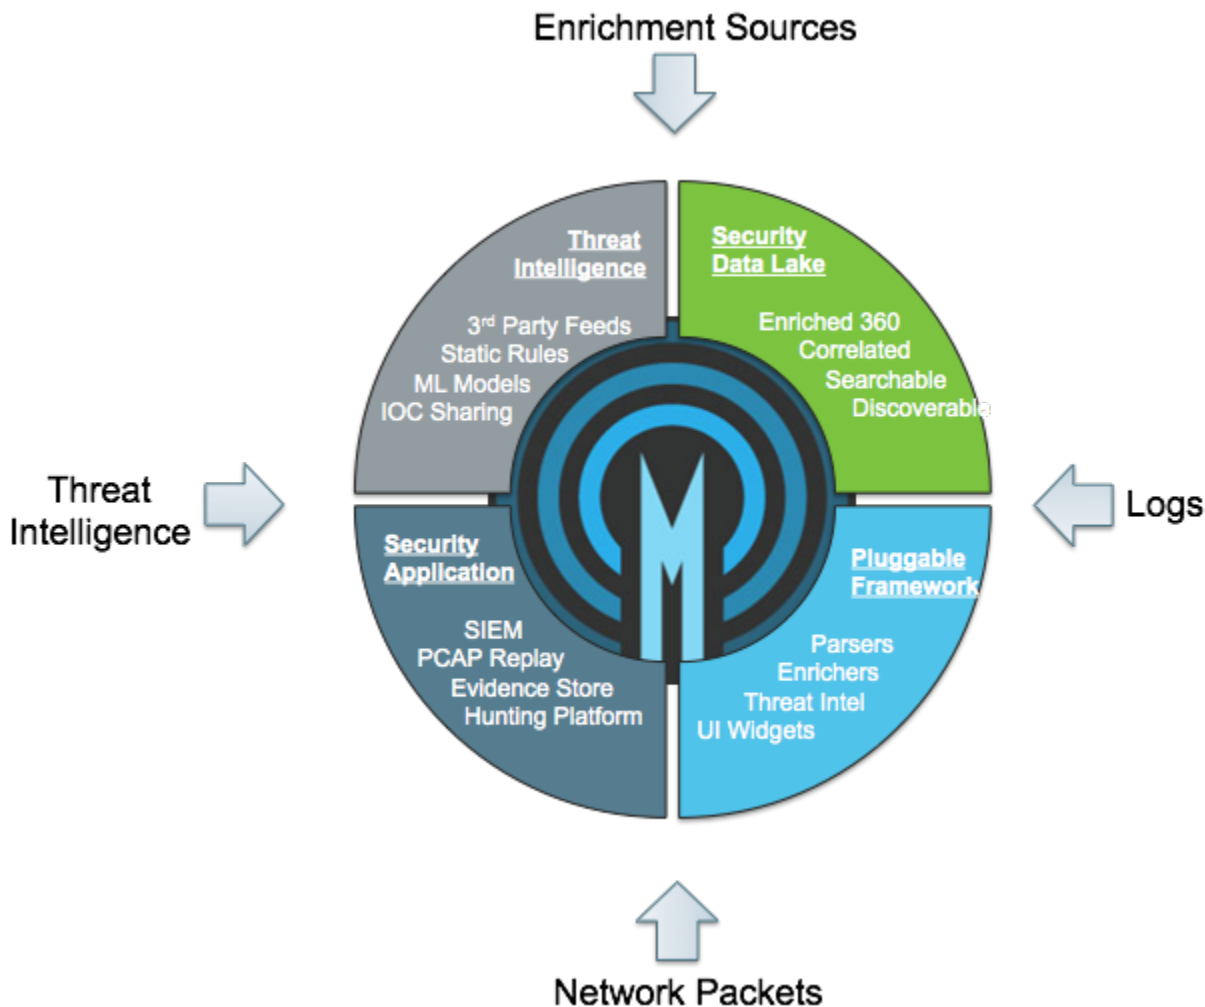 Enrichment Sources
Threat
Intelligence
3rd Party Feeds
Static Rules
ML Models
IOC Sharing
Security
Data Lake
Enriched 360
Correlated
Searchable
Discoverable
Threat
Intelligence
Logs
M
Security
Application
SIEM
PCAP Replay
Evidence Store
Hunting Platform
Pluggable
Framework
Parsers
Enrichers
Threat Intel
UI Widgets
Network Packets